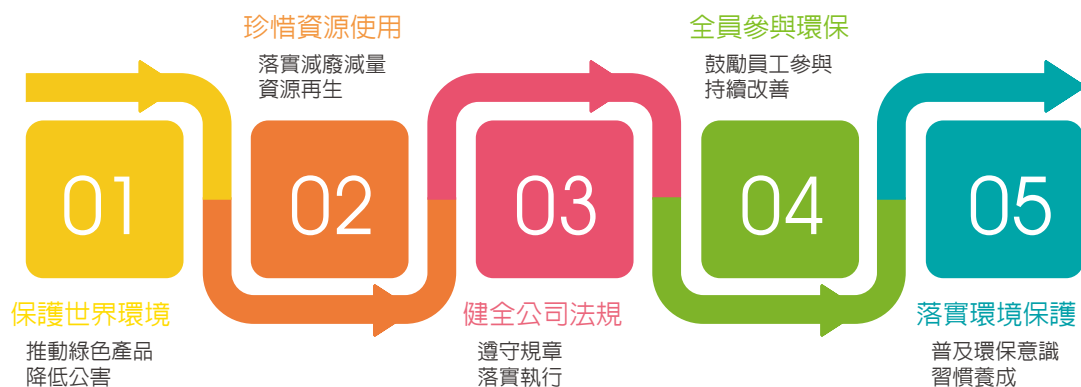 01
保護世界環境
推動綠色產品
降低公害
珍惜資源使用
落實減廢減量
資源再生
02
03
健全公司法規
遵守規章
落實執行
全員參與環保
鼓勵員工參與
持續改善
04
05
落實環境保護
普及環保意識
習慣養成